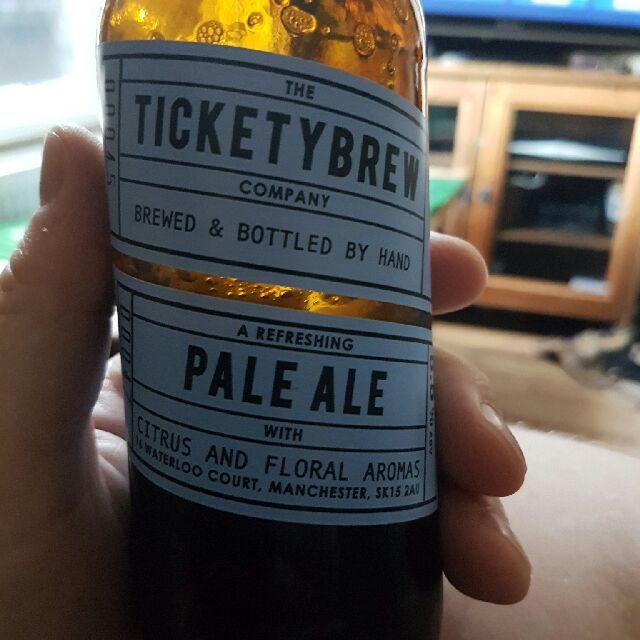 THE
TICKETYBREW
COMPANY
BREWED & BOTTLED BY HAND
A REFRESHING
PALE ALE
WITH
CITRUS AND FLORAL AROMAS
WATERLOO COURT, MANCHESTER, SK15 2AU